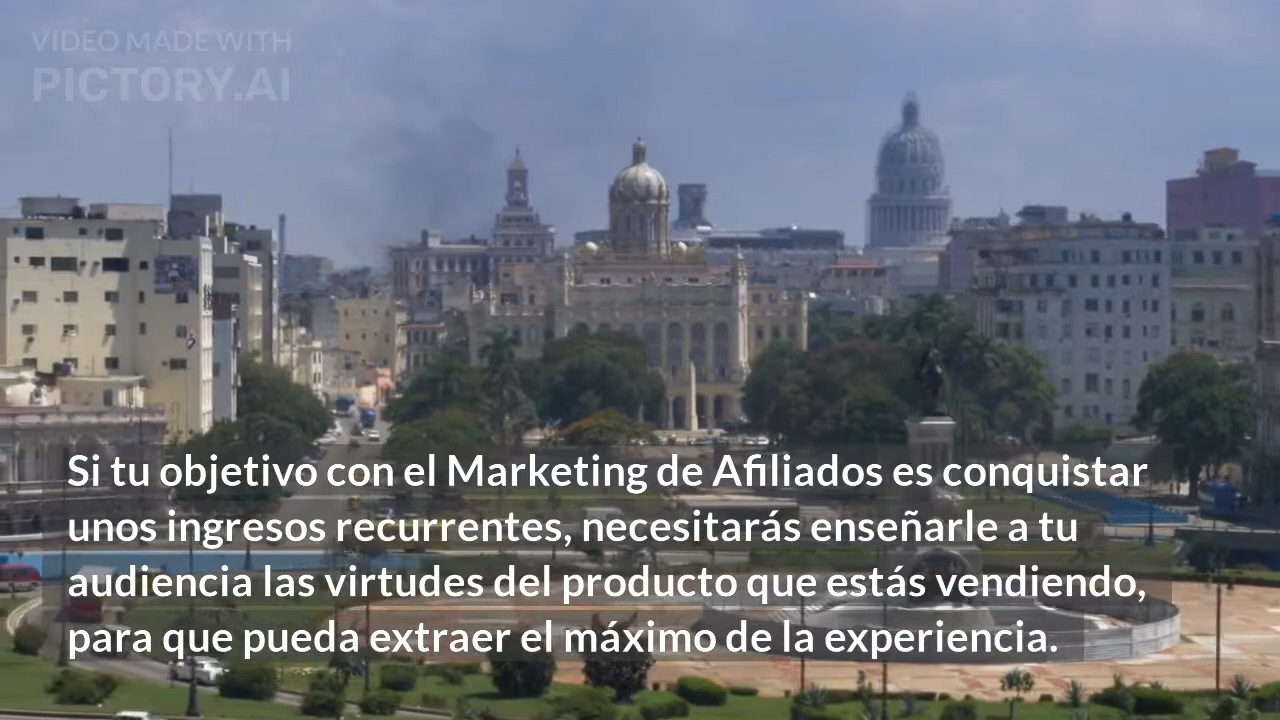 VIDEO MADE WITH
PICTORY.AI
Si tu objetivo con el Marketing de Afiliados es conquistar
unos ingresos recurrentes, necesitarás enseñarle a tu
audiencia las virtudes del producto que estás vendiendo,
para que pueda extraer el máximo de la experiencia.